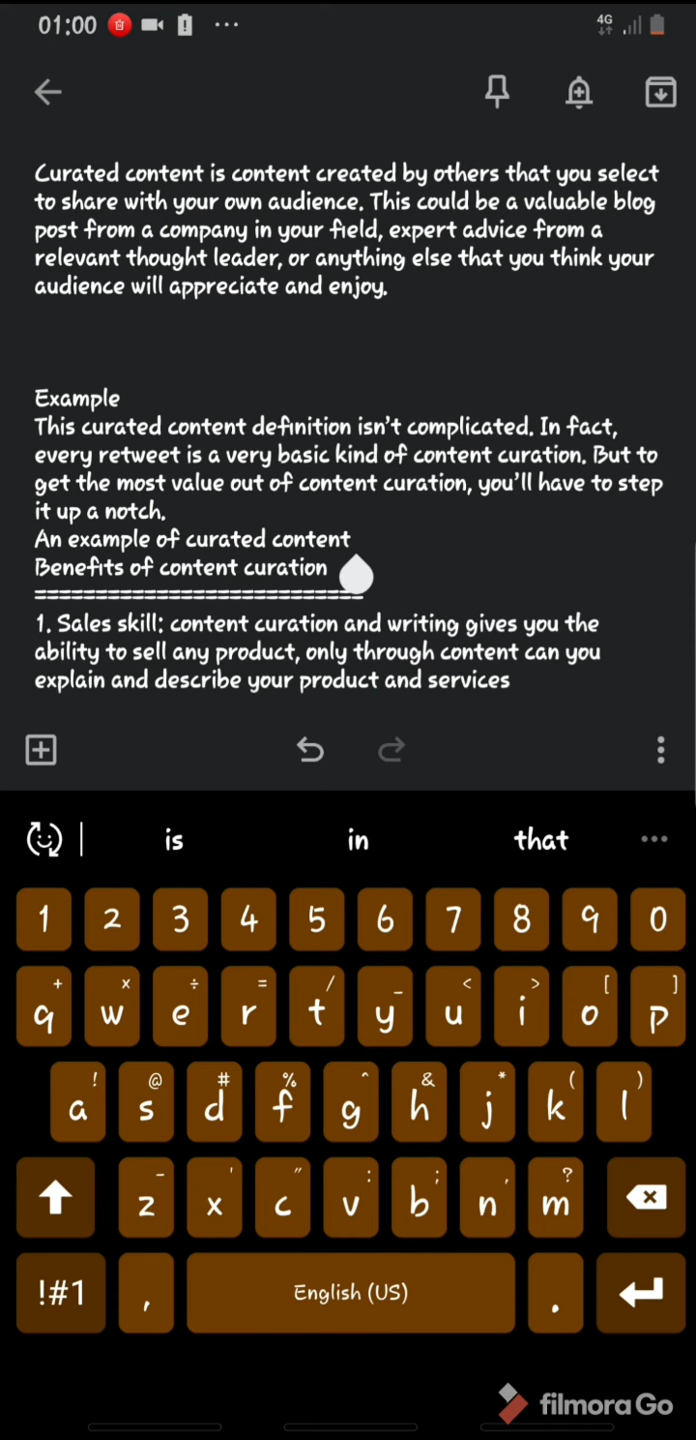 01:00
4G
Curated content is content created by others that you select
to share with your own audience. This could be a valuable blog
post from a company in your field, expert advice from a
relevant thought leader, or anything else that you think your
audience will appreciate and enjoy.
Example
This curated content definition isn't complicated. In fact,
every retweet is a very basic kind of content curation. But to
get the most value out of content curation, you'll have to step
it up a notch.
An example of curated content
Benefits of content curation
===========================
1. Sales skill: content curation and writing gives you the
ability to sell any product, only through content can you
explain and describe your product and services
is in that
1 2 3 4 5 6 7 8 9 0
+ x ÷ = / _ < > [ ]
q w e r t y u i o p
! @ # % ^ & * ( )
a s d f g h j k l
- ' " : ; , ?
z x c v b n m
!#1 , English (US) .
filmoraGo